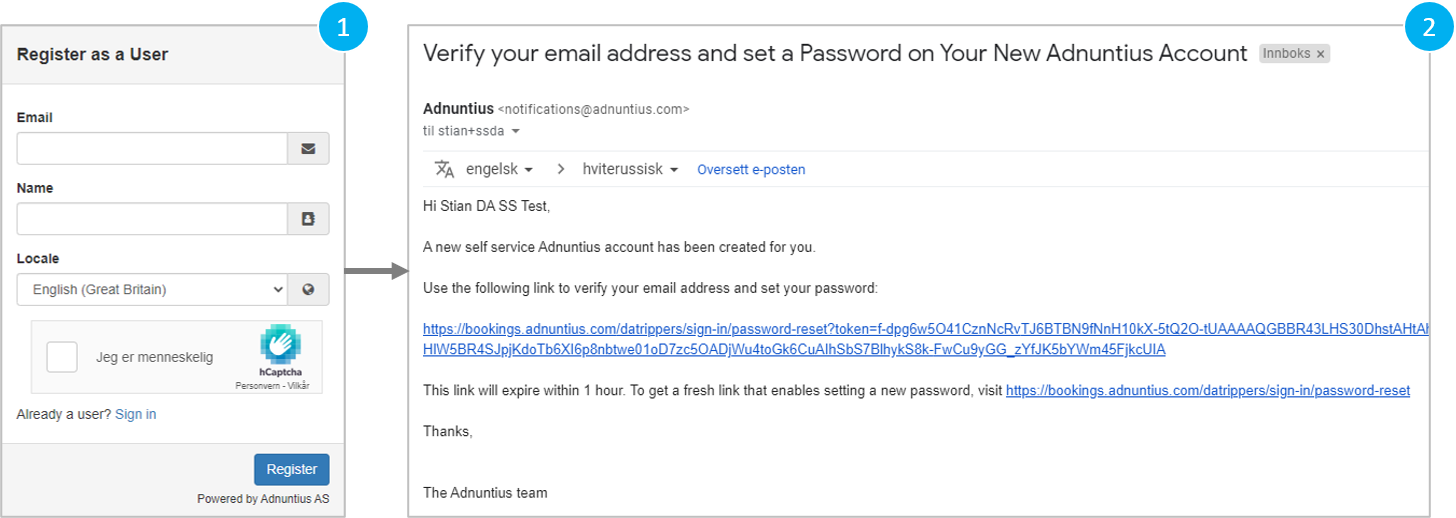 1
Register as a User
Email
Name
Locale
English (Great Britain)
Jeg er menneskelig
hCaptcha
Personvern - Vilkår
Already a user? Sign in
Register
Powered by Adnuntius AS
2
Verify your email address and set a Password on Your New Adnuntius Account Innboks x
Adnuntius <notifications@adnuntius.com>
til stian+ssda
engelsk > hviterussisk Oversett e-posten
Hi Stian DA SS Test,
A new self service Adnuntius account has been created for you.
Use the following link to verify your email address and set your password:
https://bookings.adnuntius.com/datrippers/sign-in/password-reset?token=f-dpg6w5O41CznNcRvTJ6BTBN9fNnH10kX-5tQ2O-tUAAAAQGBBR43LHS30DhstAHtAh
HlW5BR4SJpjKdoTb6XI6p8nbtwe01oD7zc5OADjWu4toGk6CuAIhSbS7BlhykS8k-FwCu9yGG_zYfJK5bYWm45FjkcUIA
This link will expire within 1 hour. To get a fresh link that enables setting a new password, visit https://bookings.adnuntius.com/datrippers/sign-in/password-reset
Thanks,
The Adnuntius team